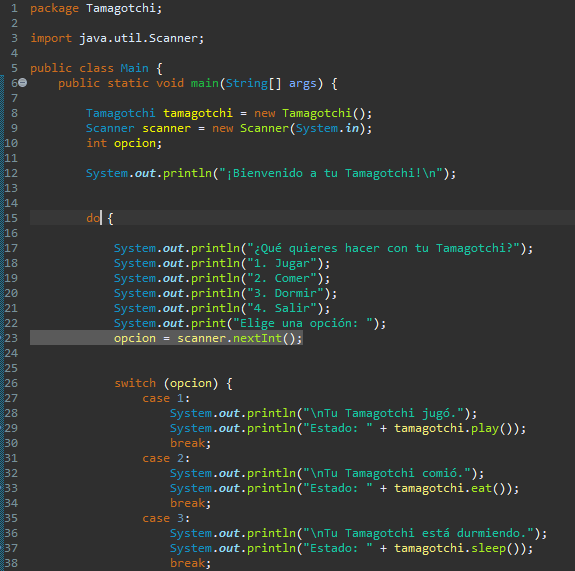 1 package Tamagotchi;
2
3 import java.util.Scanner;
4
5 public class Main {
6 public static void main(String[] args) {
7
8 Tamagotchi tamagotchi = new Tamagotchi();
9 Scanner scanner = new Scanner(System.in);
10 int opcion;
11
12 System.out.println("¡Bienvenido a tu Tamagotchi!\n");
13
14
15 do {
16
17 System.out.println("¿Qué quieres hacer con tu Tamagotchi?");
18 System.out.println("1. Jugar");
19 System.out.println("2. Comer");
20 System.out.println("3. Dormir");
21 System.out.println("4. Salir");
22 System.out.print("Elige una opción: ");
23 opcion = scanner.nextInt();
24
25
26 switch (opcion) {
27 case 1:
28 System.out.println("\nTu Tamagotchi jugó.");
29 System.out.println("Estado: " + tamagotchi.play());
30 break;
31 case 2:
32 System.out.println("\nTu Tamagotchi comió.");
33 System.out.println("Estado: " + tamagotchi.eat());
34 break;
35 case 3:
36 System.out.println("\nTu Tamagotchi está durmiendo.");
37 System.out.println("Estado: " + tamagotchi.sleep());
38 break;